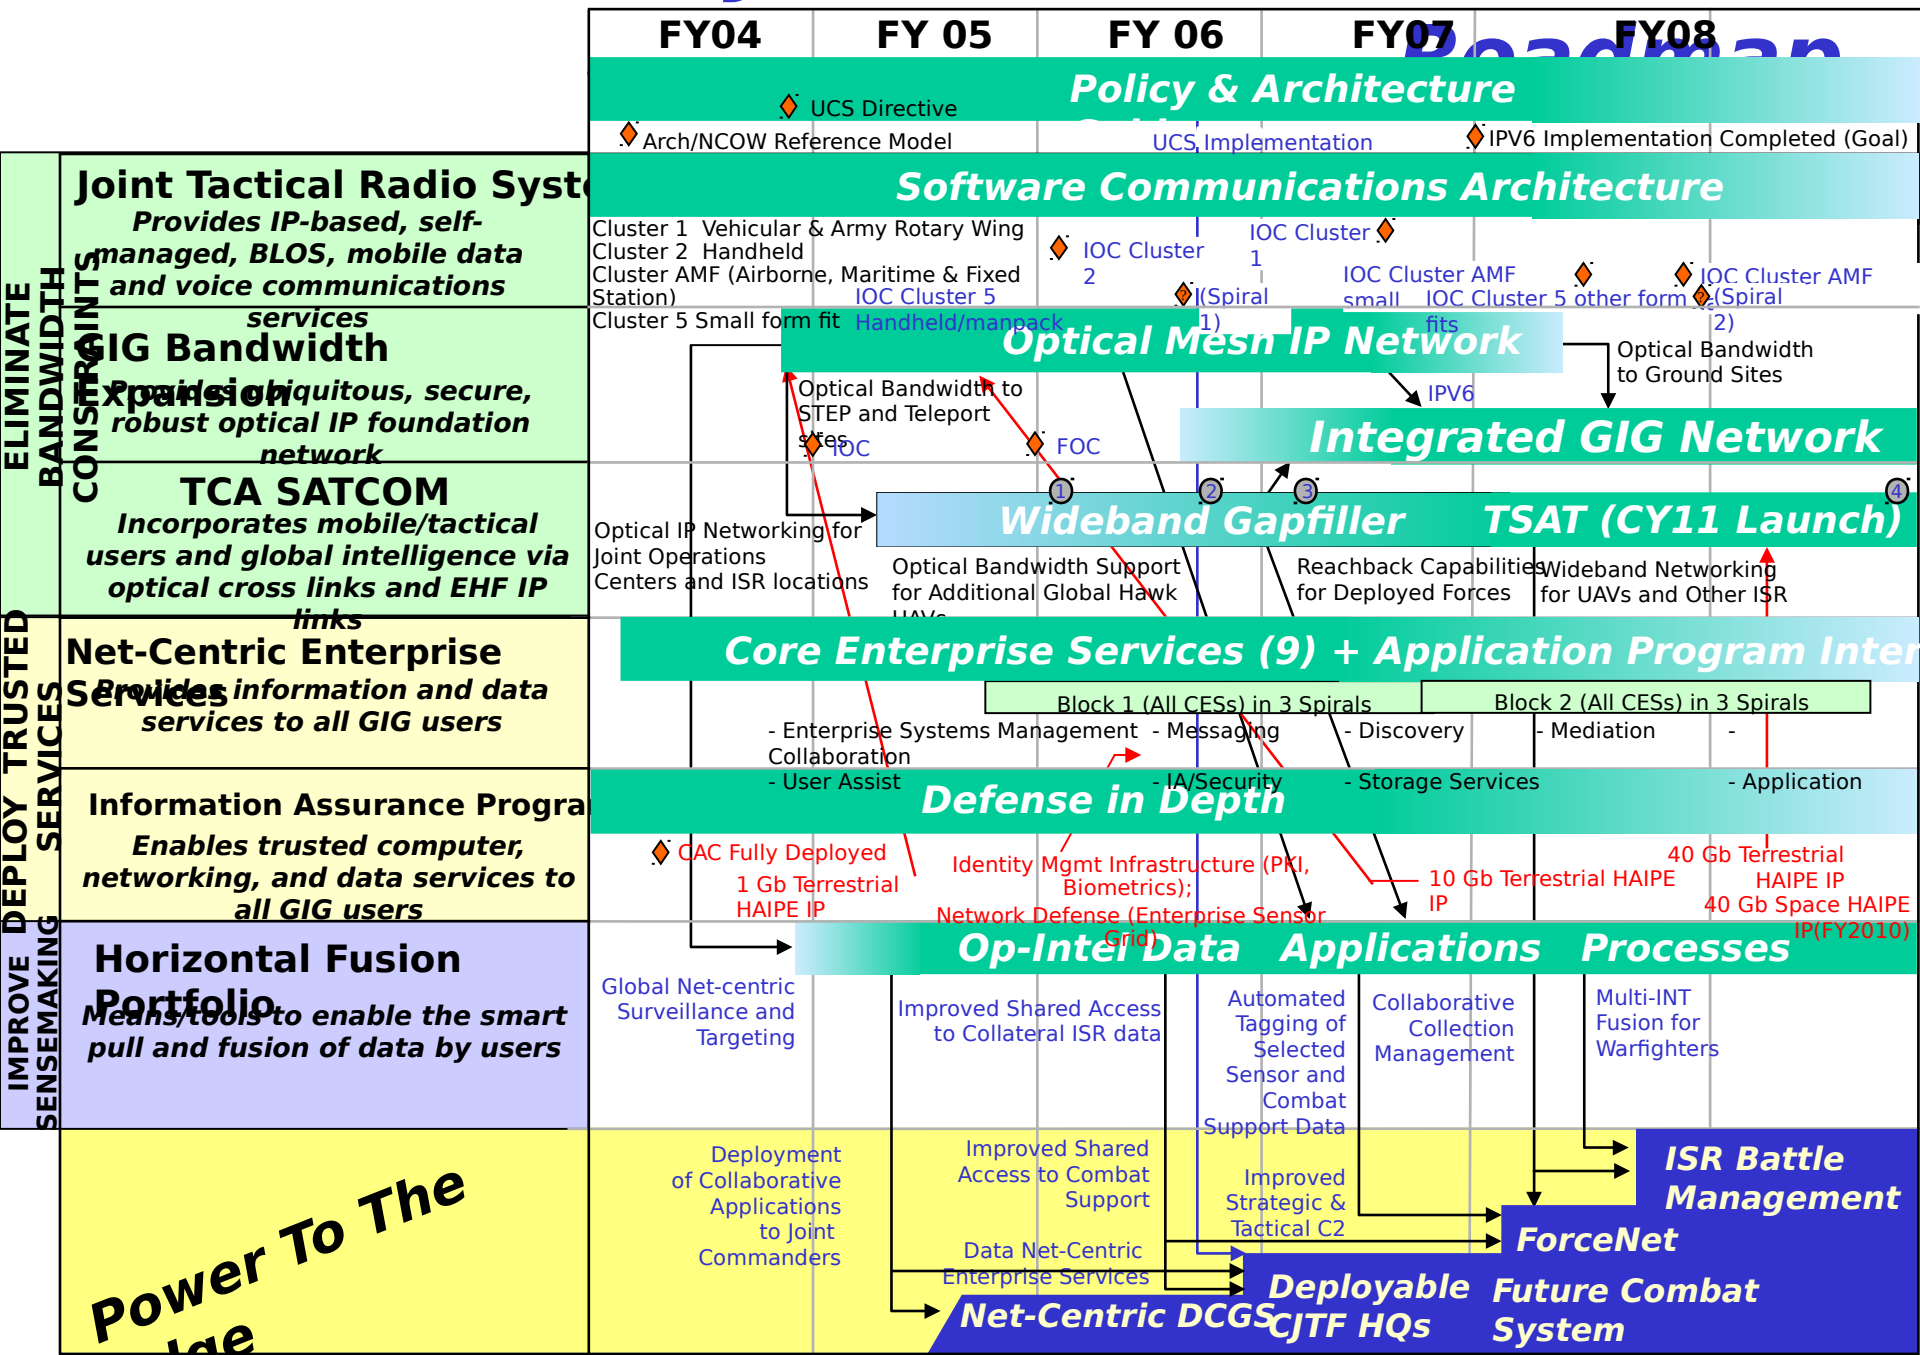 Roadmap
FY04
FY 05
FY 06
FY07
FY08
Policy & Architecture
UCS Directive
Arch/NCOW Reference Model
UCS Implementation
IPV6 Implementation Completed (Goal)
ELIMINATE
BANDWIDTH
CONSTRAINTS
Joint Tactical Radio Syste
Provides IP-based, self-
managed, BLOS, mobile data
and voice communications
services
Software Communications Architecture
Cluster 1  Vehicular & Army Rotary Wing
Cluster 2  Handheld
Cluster AMF (Airborne, Maritime & Fixed
Station)
Cluster 5 Small form fit
IOC Cluster 5
Handheld/manpack
IOC Cluster
2
IOC Cluster
1
?
(Spiral
1)
IOC Cluster AMF
small
IOC Cluster 5 other form
fits
IOC Cluster AMF
?
(Spiral
2)
GIG Bandwidth
Expansion
Provides ubiquitous, secure,
robust optical IP foundation
network
Optical Mesh IP Network
Optical Bandwidth to
STEP and Teleport
sites
IOC
FOC
IPV6
Optical Bandwidth
to Ground Sites
Integrated GIG Network
TCA SATCOM
Incorporates mobile/tactical
users and global intelligence via
optical cross links and EHF IP
links
1
2
3
4
Wideband Gapfiller
TSAT (CY11 Launch)
Optical IP Networking for
Joint Operations
Centers and ISR locations
Optical Bandwidth Support
for Additional Global Hawk
UAVs
Reachback Capabilities
for Deployed Forces
Wideband Networking
for UAVs and Other ISR
DEPLOY TRUSTED
SERVICES
Net-Centric Enterprise
Services
Provides information and data
services to all GIG users
Core Enterprise Services (9) + Application Program Inter
Block 1 (All CESs) in 3 Spirals
Block 2 (All CESs) in 3 Spirals
- Enterprise Systems Management  - Messaging  - Discovery  - Mediation  -
Collaboration
- User Assist  - IA/Security  - Storage Services  - Application
Information Assurance Program
Enables trusted computer,
networking, and data services to
all GIG users
Defense in Depth
CAC Fully Deployed
1 Gb Terrestrial
HAIPE IP
Identity Mgmt Infrastructure (PKI,
Biometrics);
Network Defense (Enterprise Sensor
Grid)
10 Gb Terrestrial HAIPE
IP
40 Gb Terrestrial
HAIPE IP
40 Gb Space HAIPE
IP(FY2010)
IMPROVE
SENSEMAKING
Horizontal Fusion
Portfolio
Means/tools to enable the smart
pull and fusion of data by users
Op-Intel Data   Applications   Processes
Global Net-centric
Surveillance and
Targeting
Improved Shared Access
to Collateral ISR data
Automated
Tagging of
Selected
Sensor and
Combat
Support Data
Collaborative
Collection
Management
Multi-INT
Fusion for
Warfighters
Power To The
Deployment
of Collaborative
Applications
to Joint
Commanders
Improved Shared
Access to Combat
Support
Data Net-Centric
Enterprise Services
Improved
Strategic &
Tactical C2
ISR Battle
Management
ForceNet
Deployable
CJTF HQs
Future Combat
System
Net-Centric DCGS